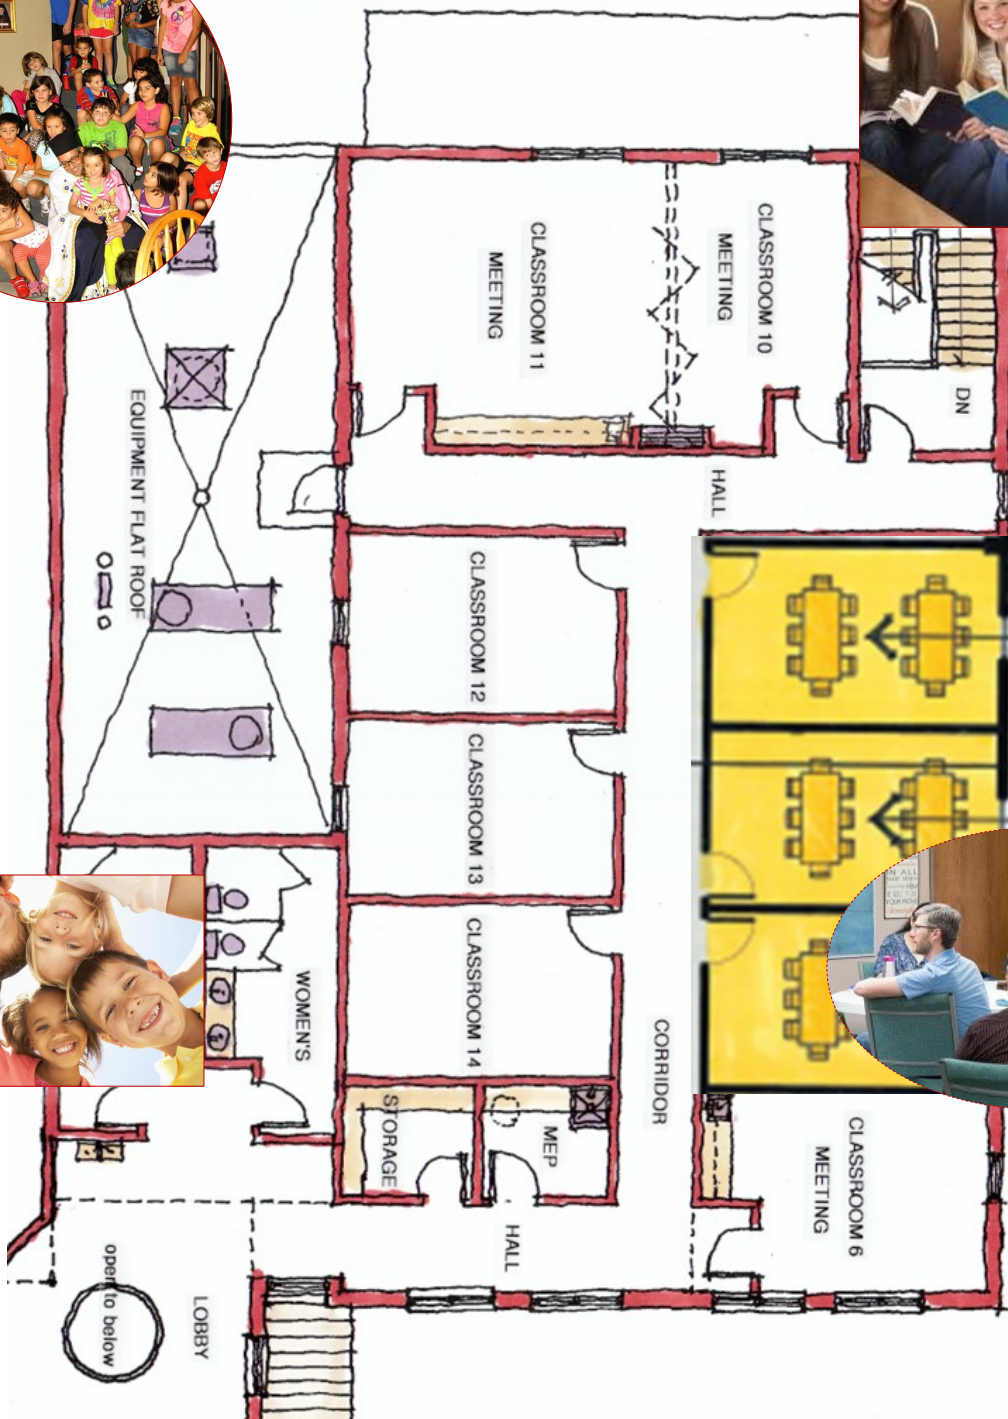 CLASSROOM 11
MEETING
CLASSROOM 10
MEETING
DN
HALL
EQUIPMENT FLAT ROOF
CLASSROOM 12
CLASSROOM 13
CLASSROOM 14
WOMEN'S
CORRIDOR
STORAGE
MEP
CLASSROOM 6
MEETING
HALL
LOBBY
open to below